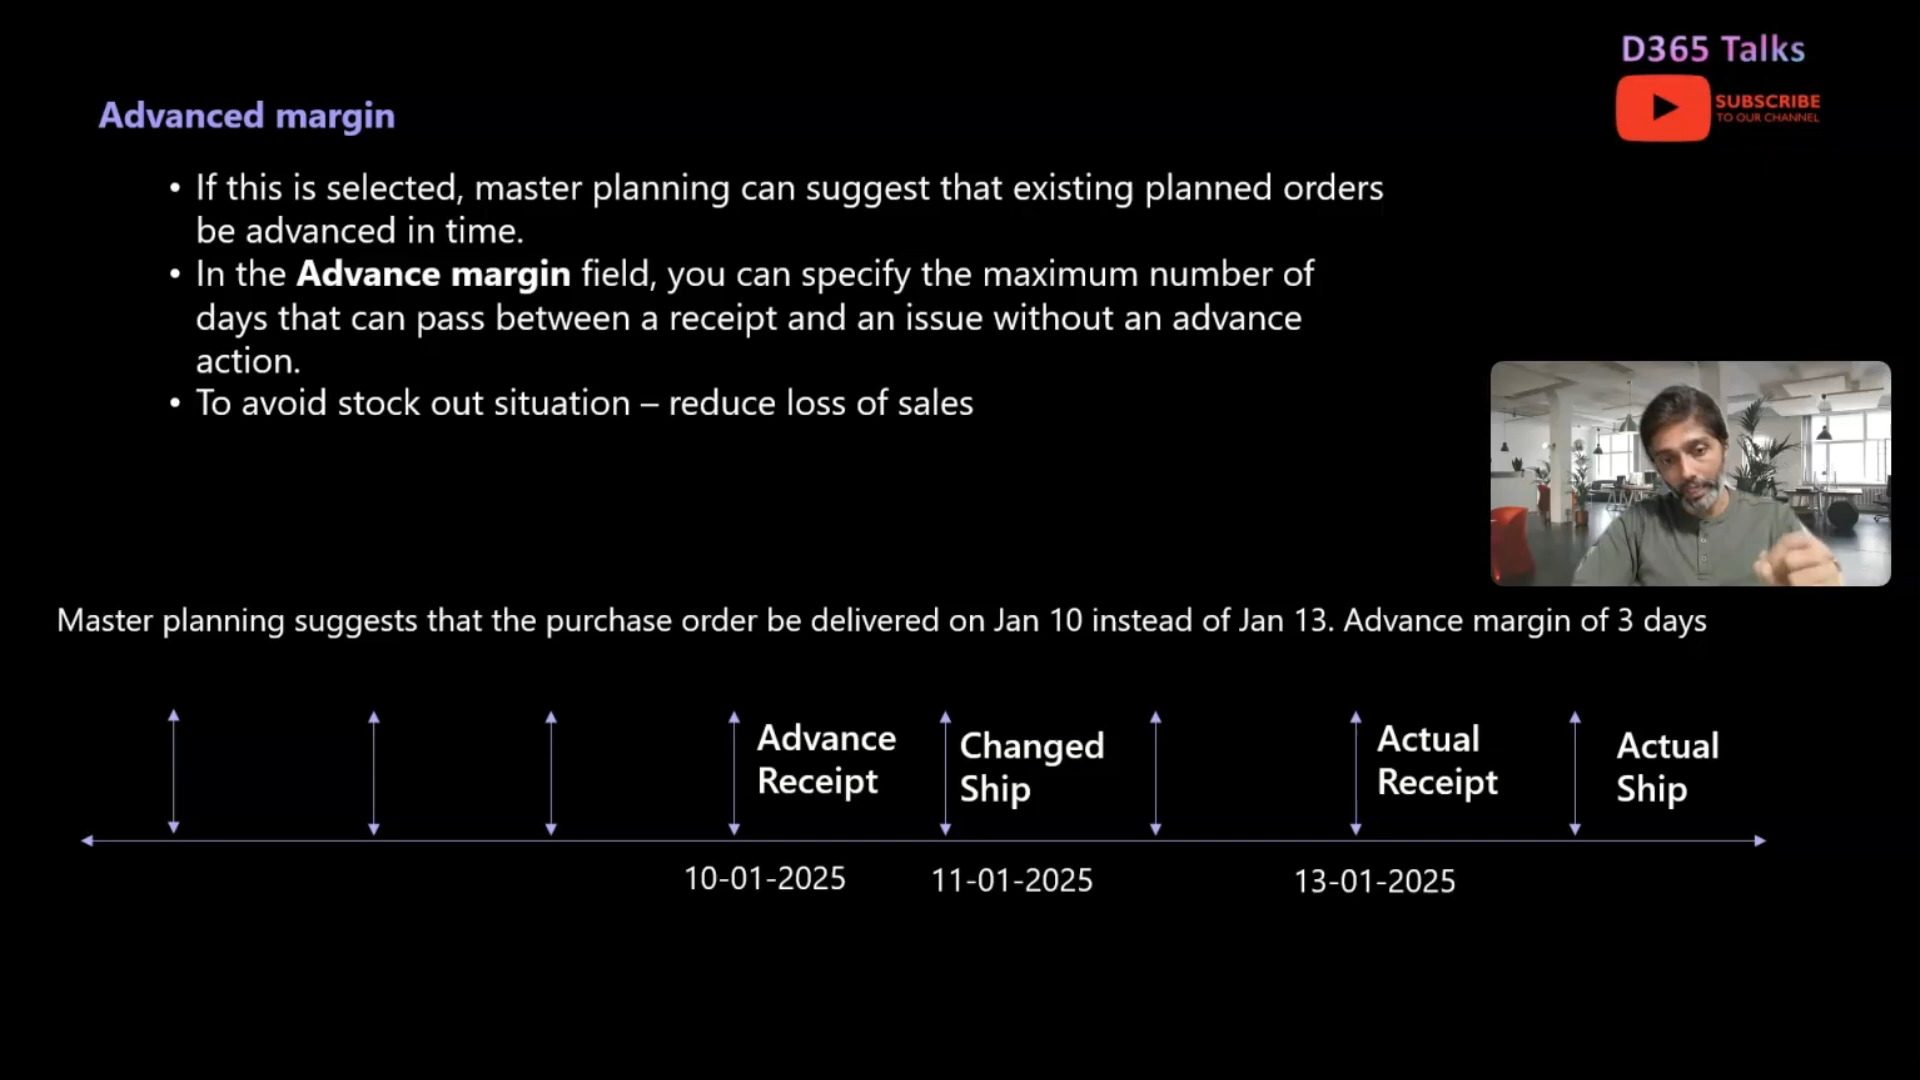 D365 Talks
SUBSCRIBE
TO OUR CHANNEL
Advanced margin
• If this is selected, master planning can suggest that existing planned orders
be advanced in time.
• In the Advance margin field, you can specify the maximum number of
days that can pass between a receipt and an issue without an advance
action.
• To avoid stock out situation – reduce loss of sales
Master planning suggests that the purchase order be delivered on Jan 10 instead of Jan 13. Advance margin of 3 days
Advance
Receipt
Changed
Ship
Actual
Receipt
Actual
Ship
10-01-2025
11-01-2025
13-01-2025